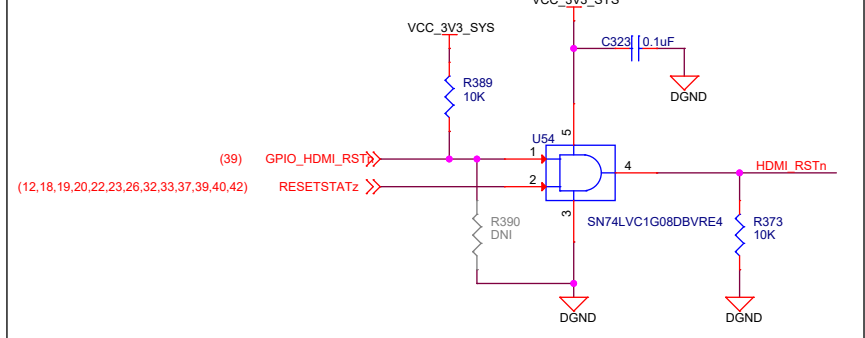 VCC_3V3_SYS
VCC_3V3_SYS
C323 0.1uF
R389
10K
DGND
U54
5
(39) GPIO_HDMI_RSTn
1
4
HDMI_RSTn
(12,18,19,20,22,23,26,32,33,37,39,40,42) RESETSTATz
2
3
SN74LVC1G08DBVRE4
R390
DNI
R373
10K
DGND
DGND